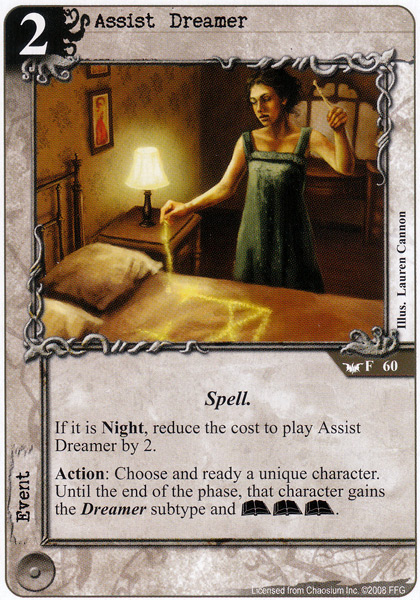 2
Assist Dreamer
Illus. Lauren Cannon
F 60
Spell.
If it is Night, reduce the cost to play Assist
Dreamer by 2.
Action: Choose and ready a unique character.
Until the end of the phase, that character gains
the Dreamer subtype and .
Event
Licensed from Chaosium Inc. ©2008 FFG